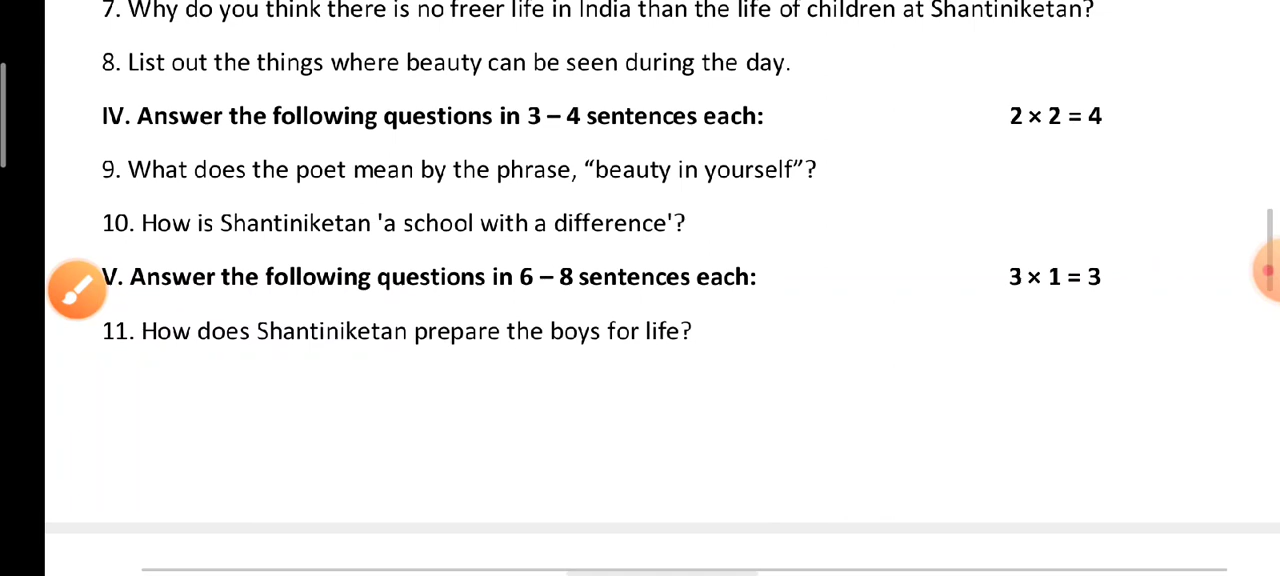 7. Why do you think there is no freer life in India than the life of children at Shantiniketan?
8. List out the things where beauty can be seen during the day.
IV. Answer the following questions in 3 – 4 sentences each: 2 × 2 = 4
9. What does the poet mean by the phrase, “beauty in yourself”?
10. How is Shantiniketan 'a school with a difference'?
V. Answer the following questions in 6 – 8 sentences each: 3 × 1 = 3
11. How does Shantiniketan prepare the boys for life?